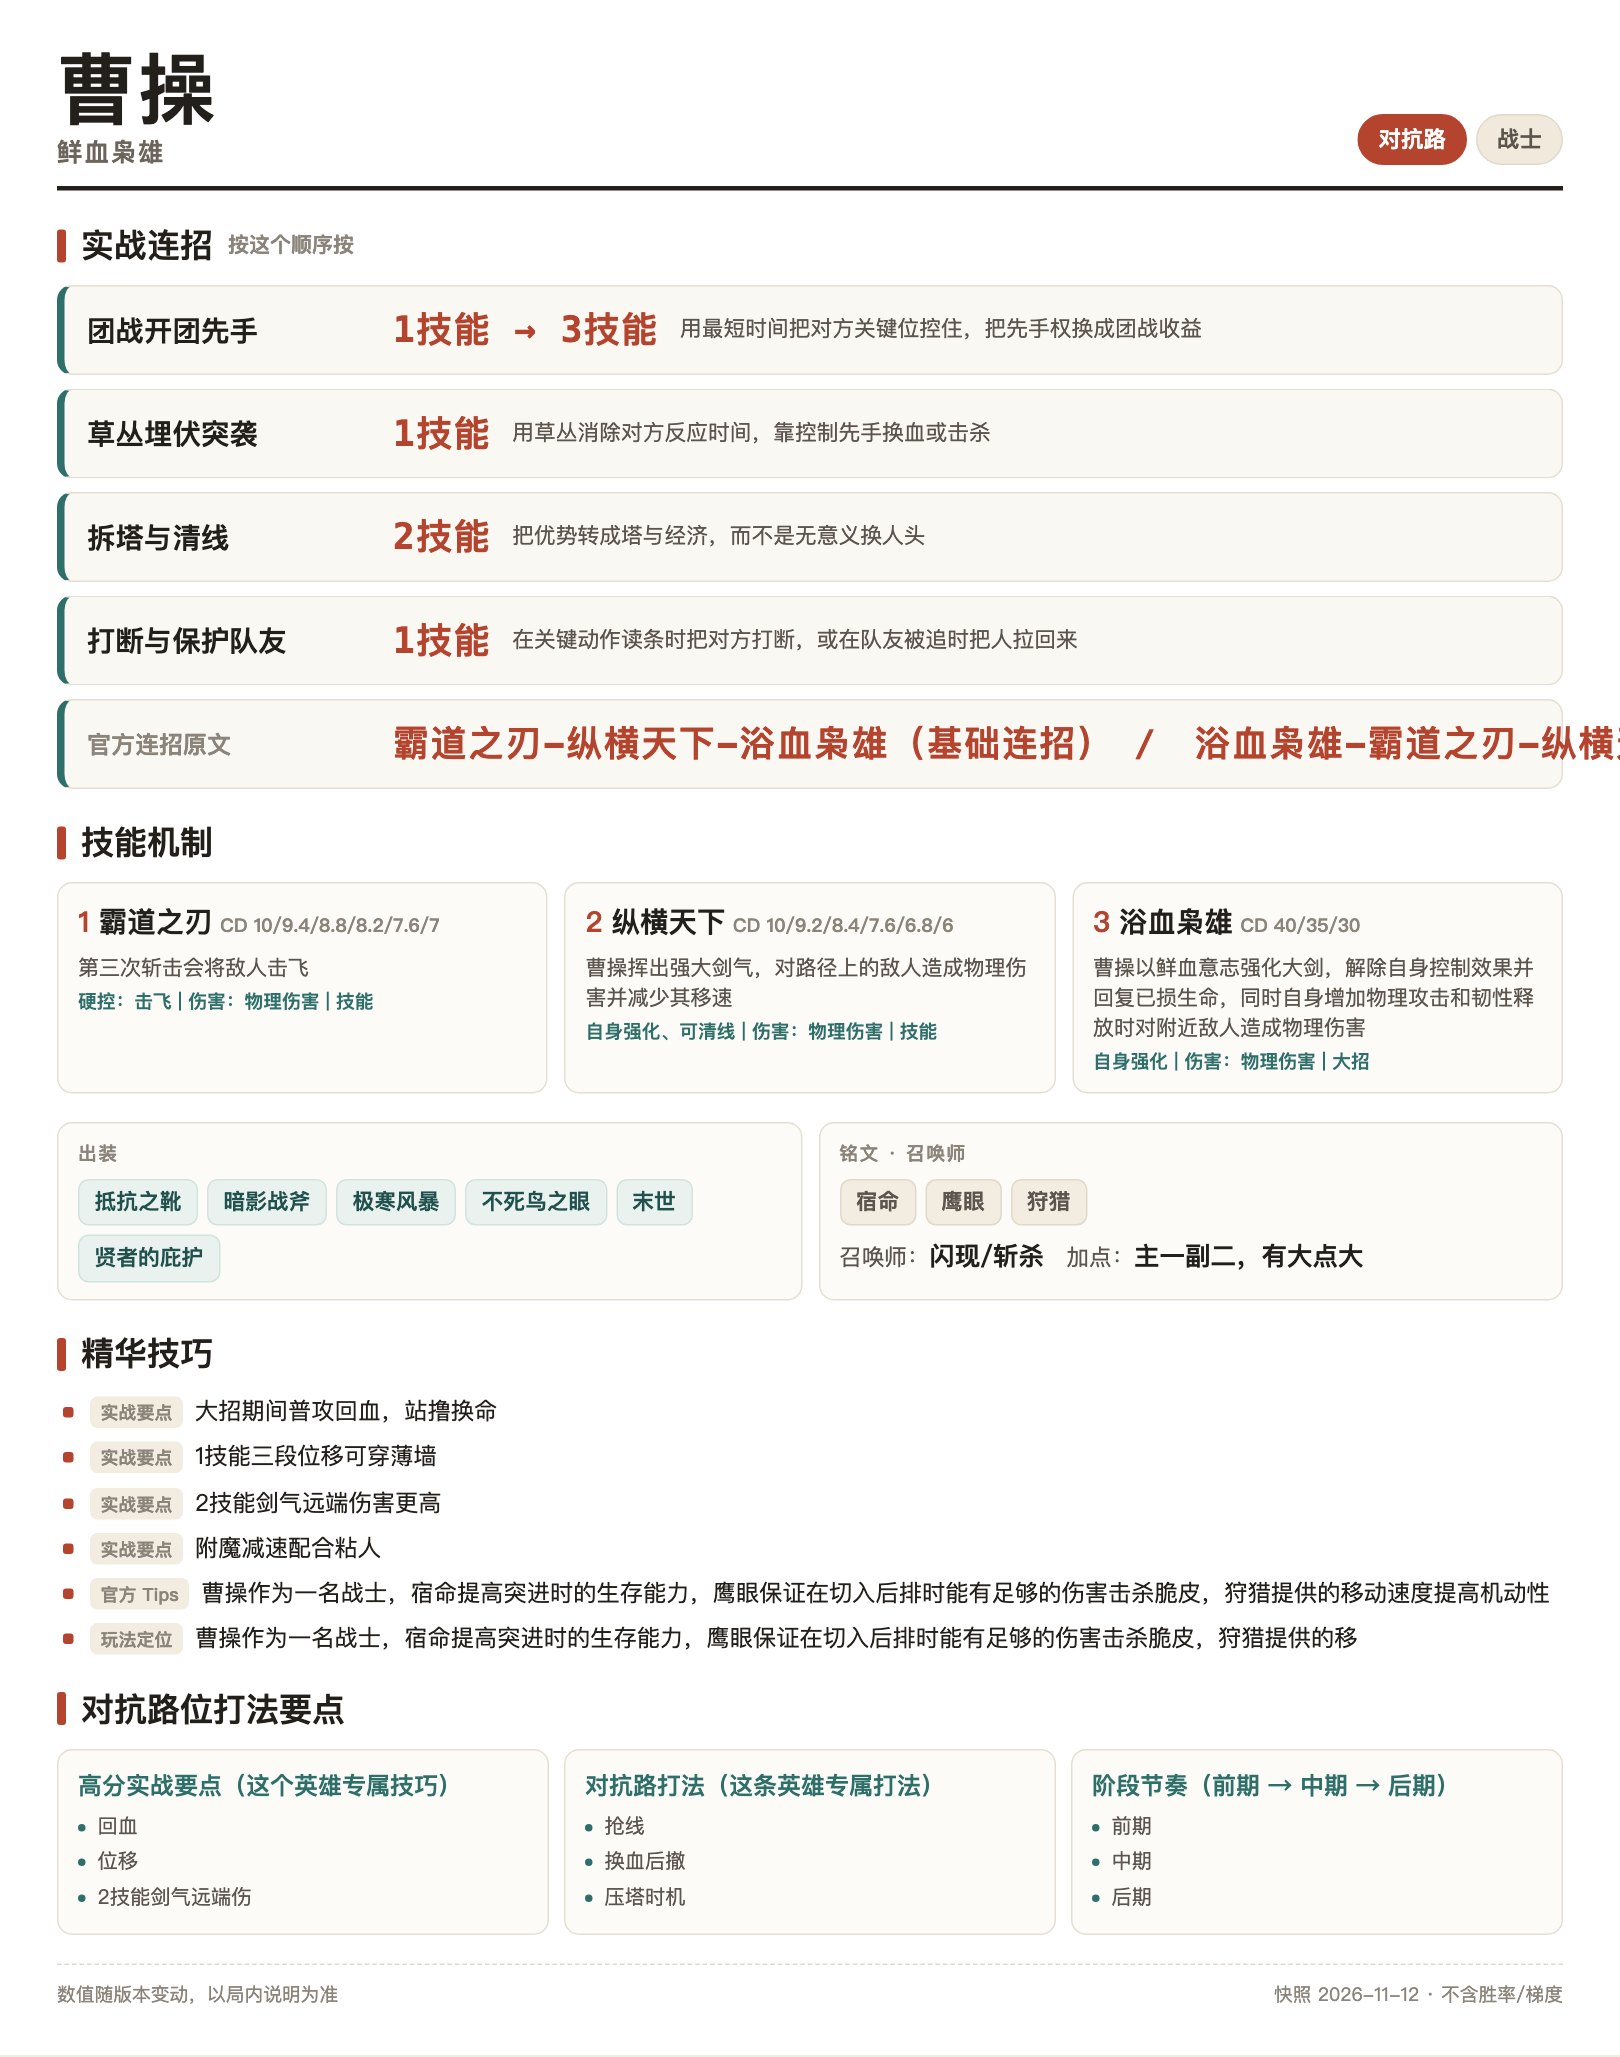 曹操
鲜血枭雄
对抗路 战士
实战连招 按这个顺序按
团战开团先手 1技能 → 3技能 用最短时间把对方关键位控住，把先手权换成团战收益
草丛埋伏突袭 1技能 用草丛消除对方反应时间，靠控制先手换血或击杀
拆塔与清线 2技能 把优势转成塔与经济，而不是无意义换人头
打断与保护队友 1技能 在关键动作读条时把对方打断，或在队友被追时把人拉回来
官方连招原文 霸道之刃-纵横天下-浴血枭雄（基础连招） / 浴血枭雄-霸道之刃-纵横
技能机制
1 霸道之刃 CD 10/9.4/8.8/8.2/7.6/7
第三次斩击会将敌人击飞
硬控：击飞 | 伤害：物理伤害 | 技能
2 纵横天下 CD 10/9.2/8.4/7.6/6.8/6
曹操挥出强大剑气，对路径上的敌人造成物理伤
害并减少其移速
自身强化、可清线 | 伤害：物理伤害 | 技能
3 浴血枭雄 CD 40/35/30
曹操以鲜血意志强化大剑，解除自身控制效果并
回复已损生命，同时自身增加物理攻击和韧性释
放时对附近敌人造成物理伤害
自身强化 | 伤害：物理伤害 | 大招
出装
抵抗之靴 暗影战斧 极寒风暴 不死鸟之眼 末世
贤者的庇护
铭文 · 召唤师
宿命 鹰眼 狩猎
召唤师：闪现/斩杀 加点：主一副二，有大点大
精华技巧
实战要点 大招期间普攻回血，站撸换命
实战要点 1技能三段位移可穿薄墙
实战要点 2技能剑气远端伤害更高
实战要点 附魔减速配合粘人
官方 Tips 曹操作为一名战士，宿命提高突进时的生存能力，鹰眼保证在切入后排时能有足够的伤害击杀脆皮，狩猎提供的移动速度提高机动性
玩法定位 曹操作为一名战士，宿命提高突进时的生存能力，鹰眼保证在切入后排时能有足够的伤害击杀脆皮，狩猎提供的移
对抗路位打法要点
高分实战要点（这个英雄专属技巧）
回血
位移
2技能剑气远端伤
对抗路打法（这条英雄专属打法）
抢线
换血后撤
压塔时机
阶段节奏（前期 → 中期 → 后期）
前期
中期
后期
数值随版本变动，以局内说明为准
快照 2026-11-12 · 不含胜率/梯度